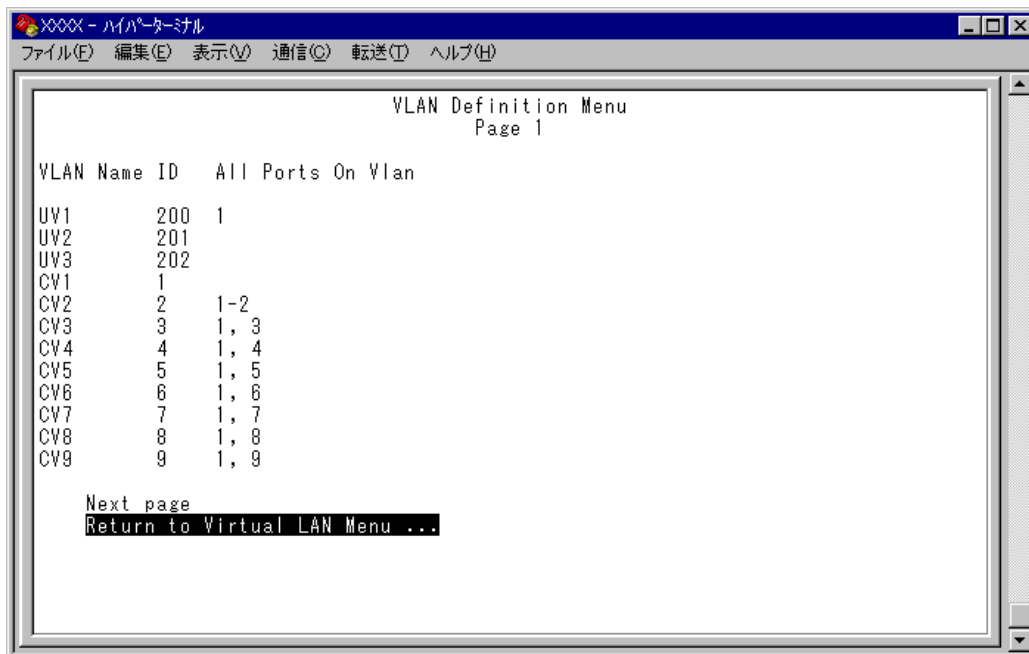 XXXX - ハイパーターミナル
ファイル(F) 編集(E) 表示(V) 通信(C) 転送(T) ヘルプ(H)
VLAN Definition Menu
Page 1
VLAN Name ID All Ports On Vlan
UV1 200 1
UV2 201
UV3 202
CV1 1
CV2 2 1-2
CV3 3 1, 3
CV4 4 1, 4
CV5 5 1, 5
CV6 6 1, 6
CV7 7 1, 7
CV8 8 1, 8
CV9 9 1, 9
Next page
Return to Virtual LAN Menu ...